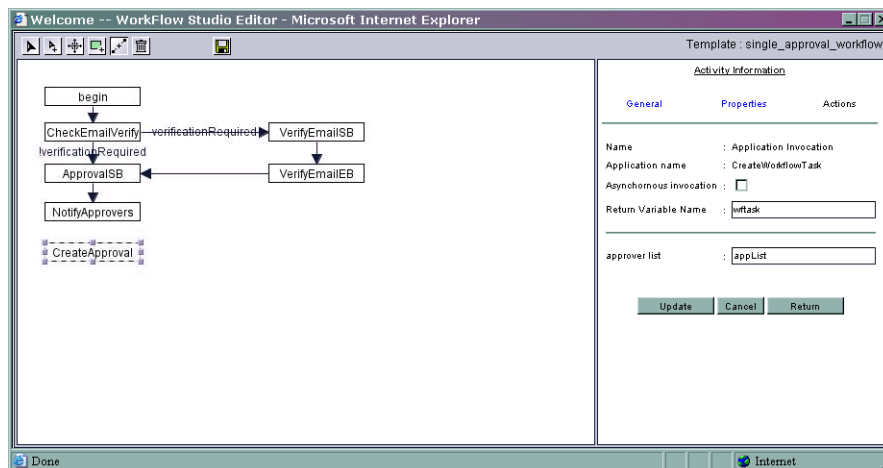 Welcome -- WorkFlow Studio Editor - Microsoft Internet Explorer
Template : single_approval_workflow
begin
CheckEmailVerify
verificationRequired
VerifyEmailSB
!verificationRequired
ApprovalSB
VerifyEmailEB
NotifyApprovers
CreateApproval
Activity Information
General Properties Actions
Name : Application Invocation
Application name : CreateWorkflowTask
Asynchornous invocation :
Return Variable Name : wftask
approver list : appList
Update Cancel Return
Done Internet